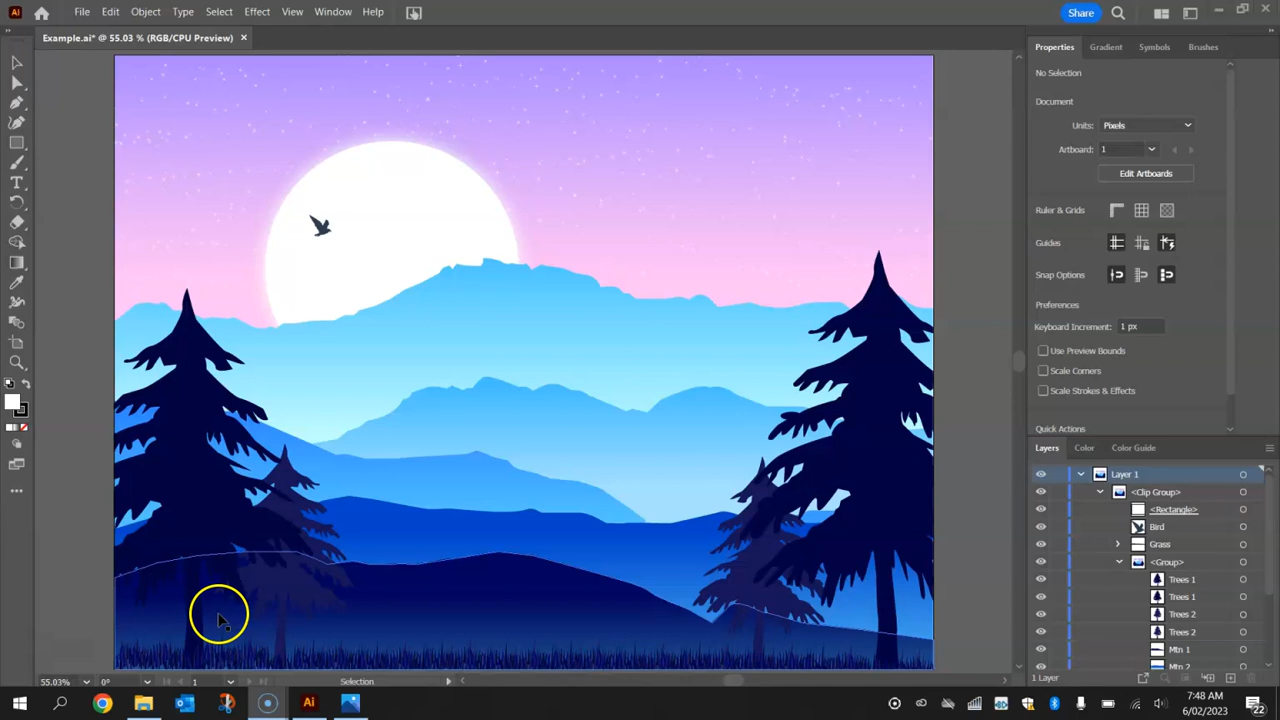 Ai File Edit Object Type Select Effect View Window Help Share
Example.ai* @ 55.03 % (RGB/CPU Preview) ×
Properties Gradient Symbols Brushes
No Selection
Document
Units: Pixels
Artboard: 1
Edit Artboards
Ruler & Grids
Guides
Snap Options
Preferences
Keyboard Increment: 1 px
Use Preview Bounds
Scale Corners
Scale Strokes & Effects
Quick Actions
Layers Color Color Guide
Layer 1
<Clip Group>
<Rectangle>
Bird
Grass
<Group>
Trees 1
Trees 1
Trees 2
Trees 2
Mtn 1
Mtn 2
1 Layer
55.03% 0° 1 Selection
Ai
7:48 AM
6/02/2023
22